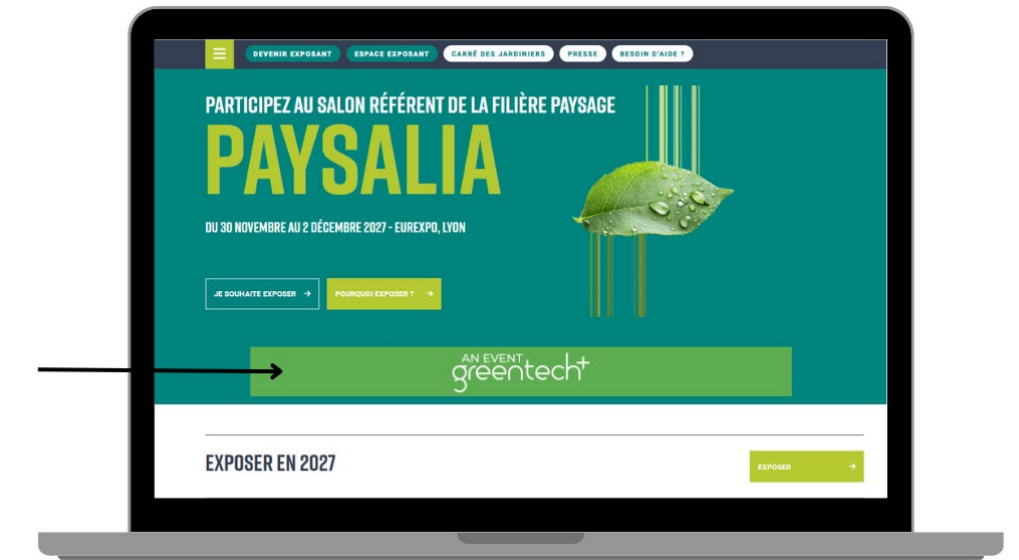 DEVENIR EXPOSANT ESPACE EXPOSANT CARRÉ DES JARDINIERS PRESSE BESOIN D'AIDE ?
PARTICIPEZ AU SALON RÉFÉRENT DE LA FILIÈRE PAYSAGE
PAYSALIA
DU 30 NOVEMBRE AU 2 DÉCEMBRE 2027 - EUREXPO, LYON
JE SOUHAITE EXPOSER → POURQUOI EXPOSER ? →
AN EVENT
greentech+
EXPOSER EN 2027
EXPOSER →